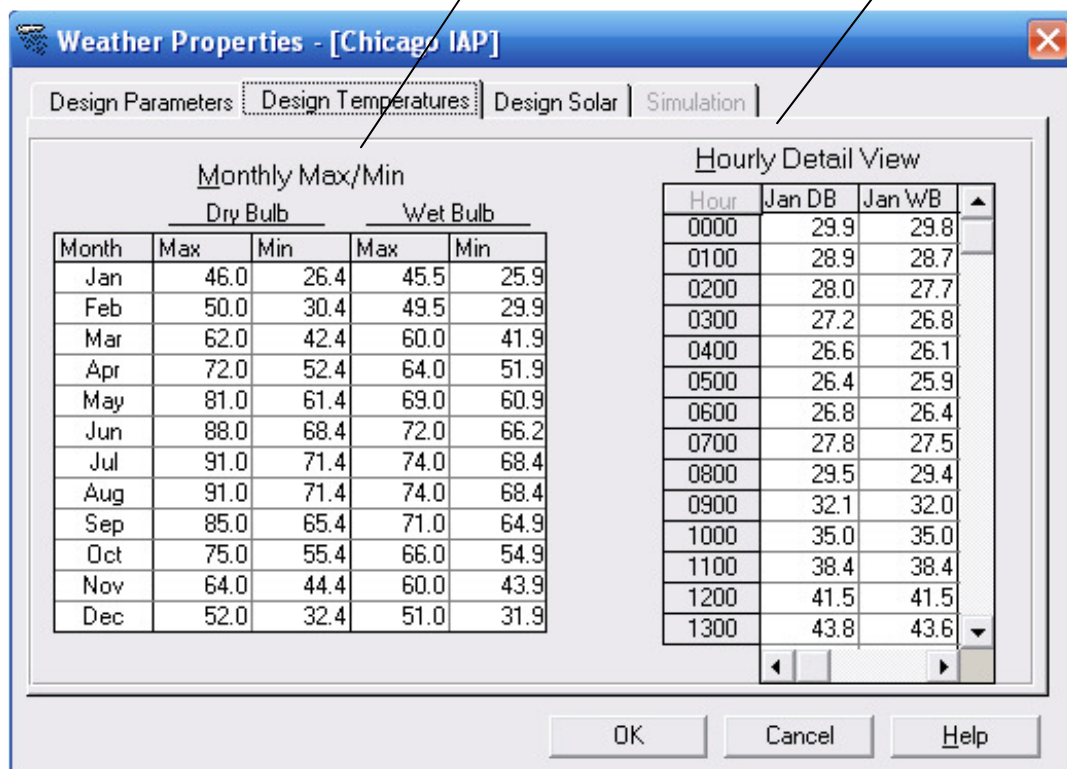 Weather Properties - [Chicago IAP]
Design Parameters Design Temperatures Design Solar Simulation
Monthly Max/Min
Dry Bulb Wet Bulb
Month Max Min Max Min
Jan 46.0 26.4 45.5 25.9
Feb 50.0 30.4 49.5 29.9
Mar 62.0 42.4 60.0 41.9
Apr 72.0 52.4 64.0 51.9
May 81.0 61.4 69.0 60.9
Jun 88.0 68.4 72.0 66.2
Jul 91.0 71.4 74.0 68.4
Aug 91.0 71.4 74.0 68.4
Sep 85.0 65.4 71.0 64.9
Oct 75.0 55.4 66.0 54.9
Nov 64.0 44.4 60.0 43.9
Dec 52.0 32.4 51.0 31.9
Hourly Detail View
Hour Jan DB Jan WB
0000 29.9 29.8
0100 28.9 28.7
0200 28.0 27.7
0300 27.2 26.8
0400 26.6 26.1
0500 26.4 25.9
0600 26.8 26.4
0700 27.8 27.5
0800 29.5 29.4
0900 32.1 32.0
1000 35.0 35.0
1100 38.4 38.4
1200 41.5 41.5
1300 43.8 43.6
OK Cancel Help